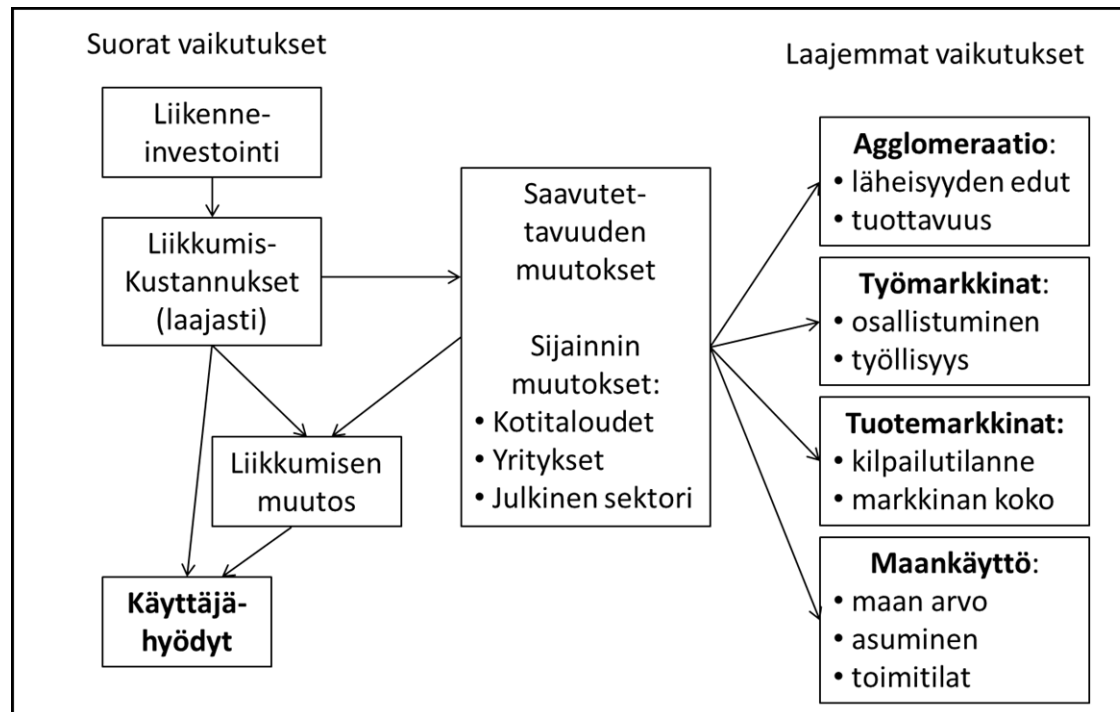 Suorat vaikutukset
Liikenne-
investointi
Liikkumis-
Kustannukset
(laajasti)
Liikkumisen
muutos
Käyttäjä-
hyödyt
Saavutet-
tavuuden
muutokset
Sijainnin
muutokset:
• Kotitaloudet
• Yritykset
• Julkinen sektori
Laajemmat vaikutukset
Agglomeraatio:
• läheisyyden edut
• tuottavuus
Työmarkkinat:
• osallistuminen
• työllisyys
Tuotemarkkinat:
• kilpailutilanne
• markkinan koko
Maankäyttö:
• maan arvo
• asuminen
• toimitilat